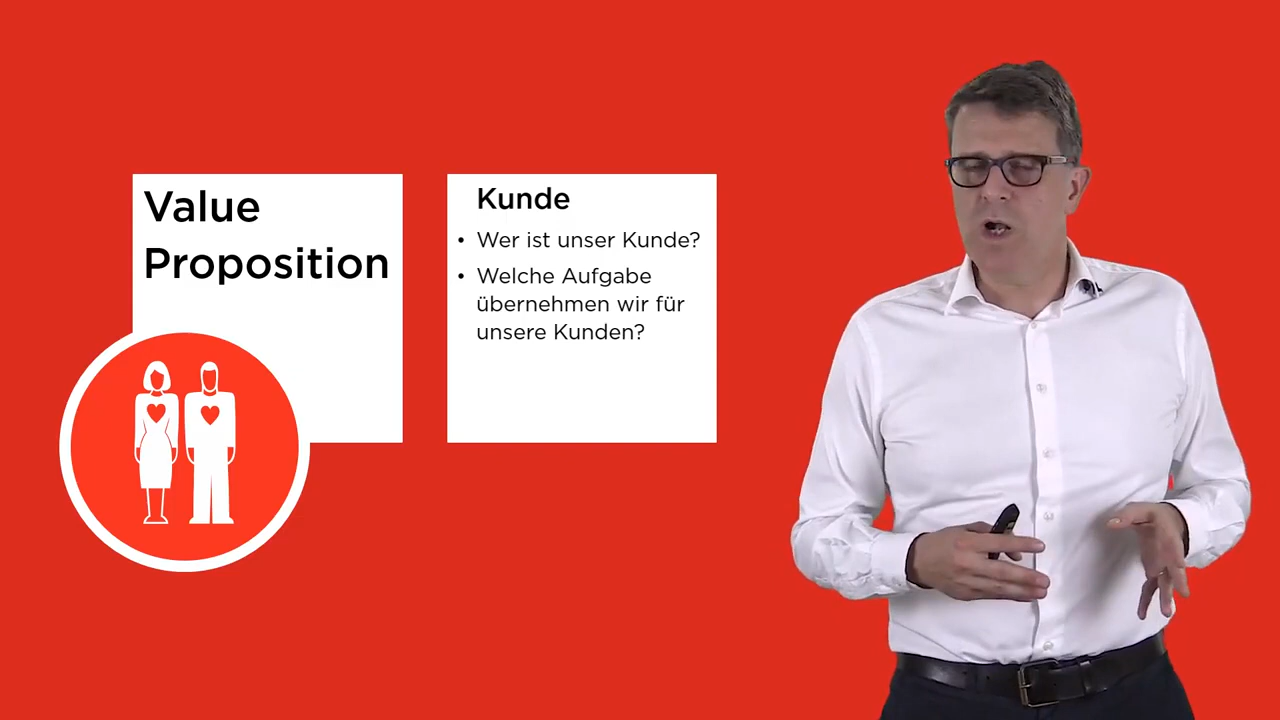 Value
Proposition
Kunde
• Wer ist unser Kunde?
• Welche Aufgabe
übernehmen wir für
unsere Kunden?